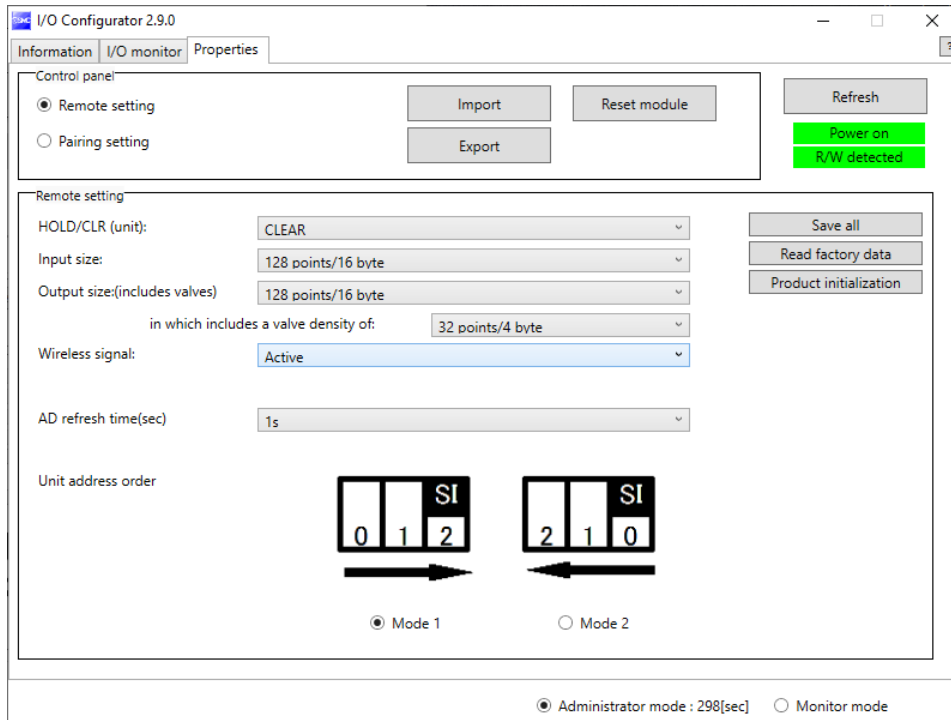 SMC I/O Configurator 2.9.0
Information I/O monitor Properties ?
Control panel
Remote setting Import Reset module Refresh
Pairing setting Export Power on
R/W detected
Remote setting
HOLD/CLR (unit): CLEAR Save all
Input size: 128 points/16 byte Read factory data
Output size:(includes valves) 128 points/16 byte Product initialization
in which includes a valve density of: 32 points/4 byte
Wireless signal: Active
AD refresh time(sec) 1s
Unit address order
SI SI
0 1 2 2 1 0
Mode 1 Mode 2
Administrator mode : 298[sec] Monitor mode